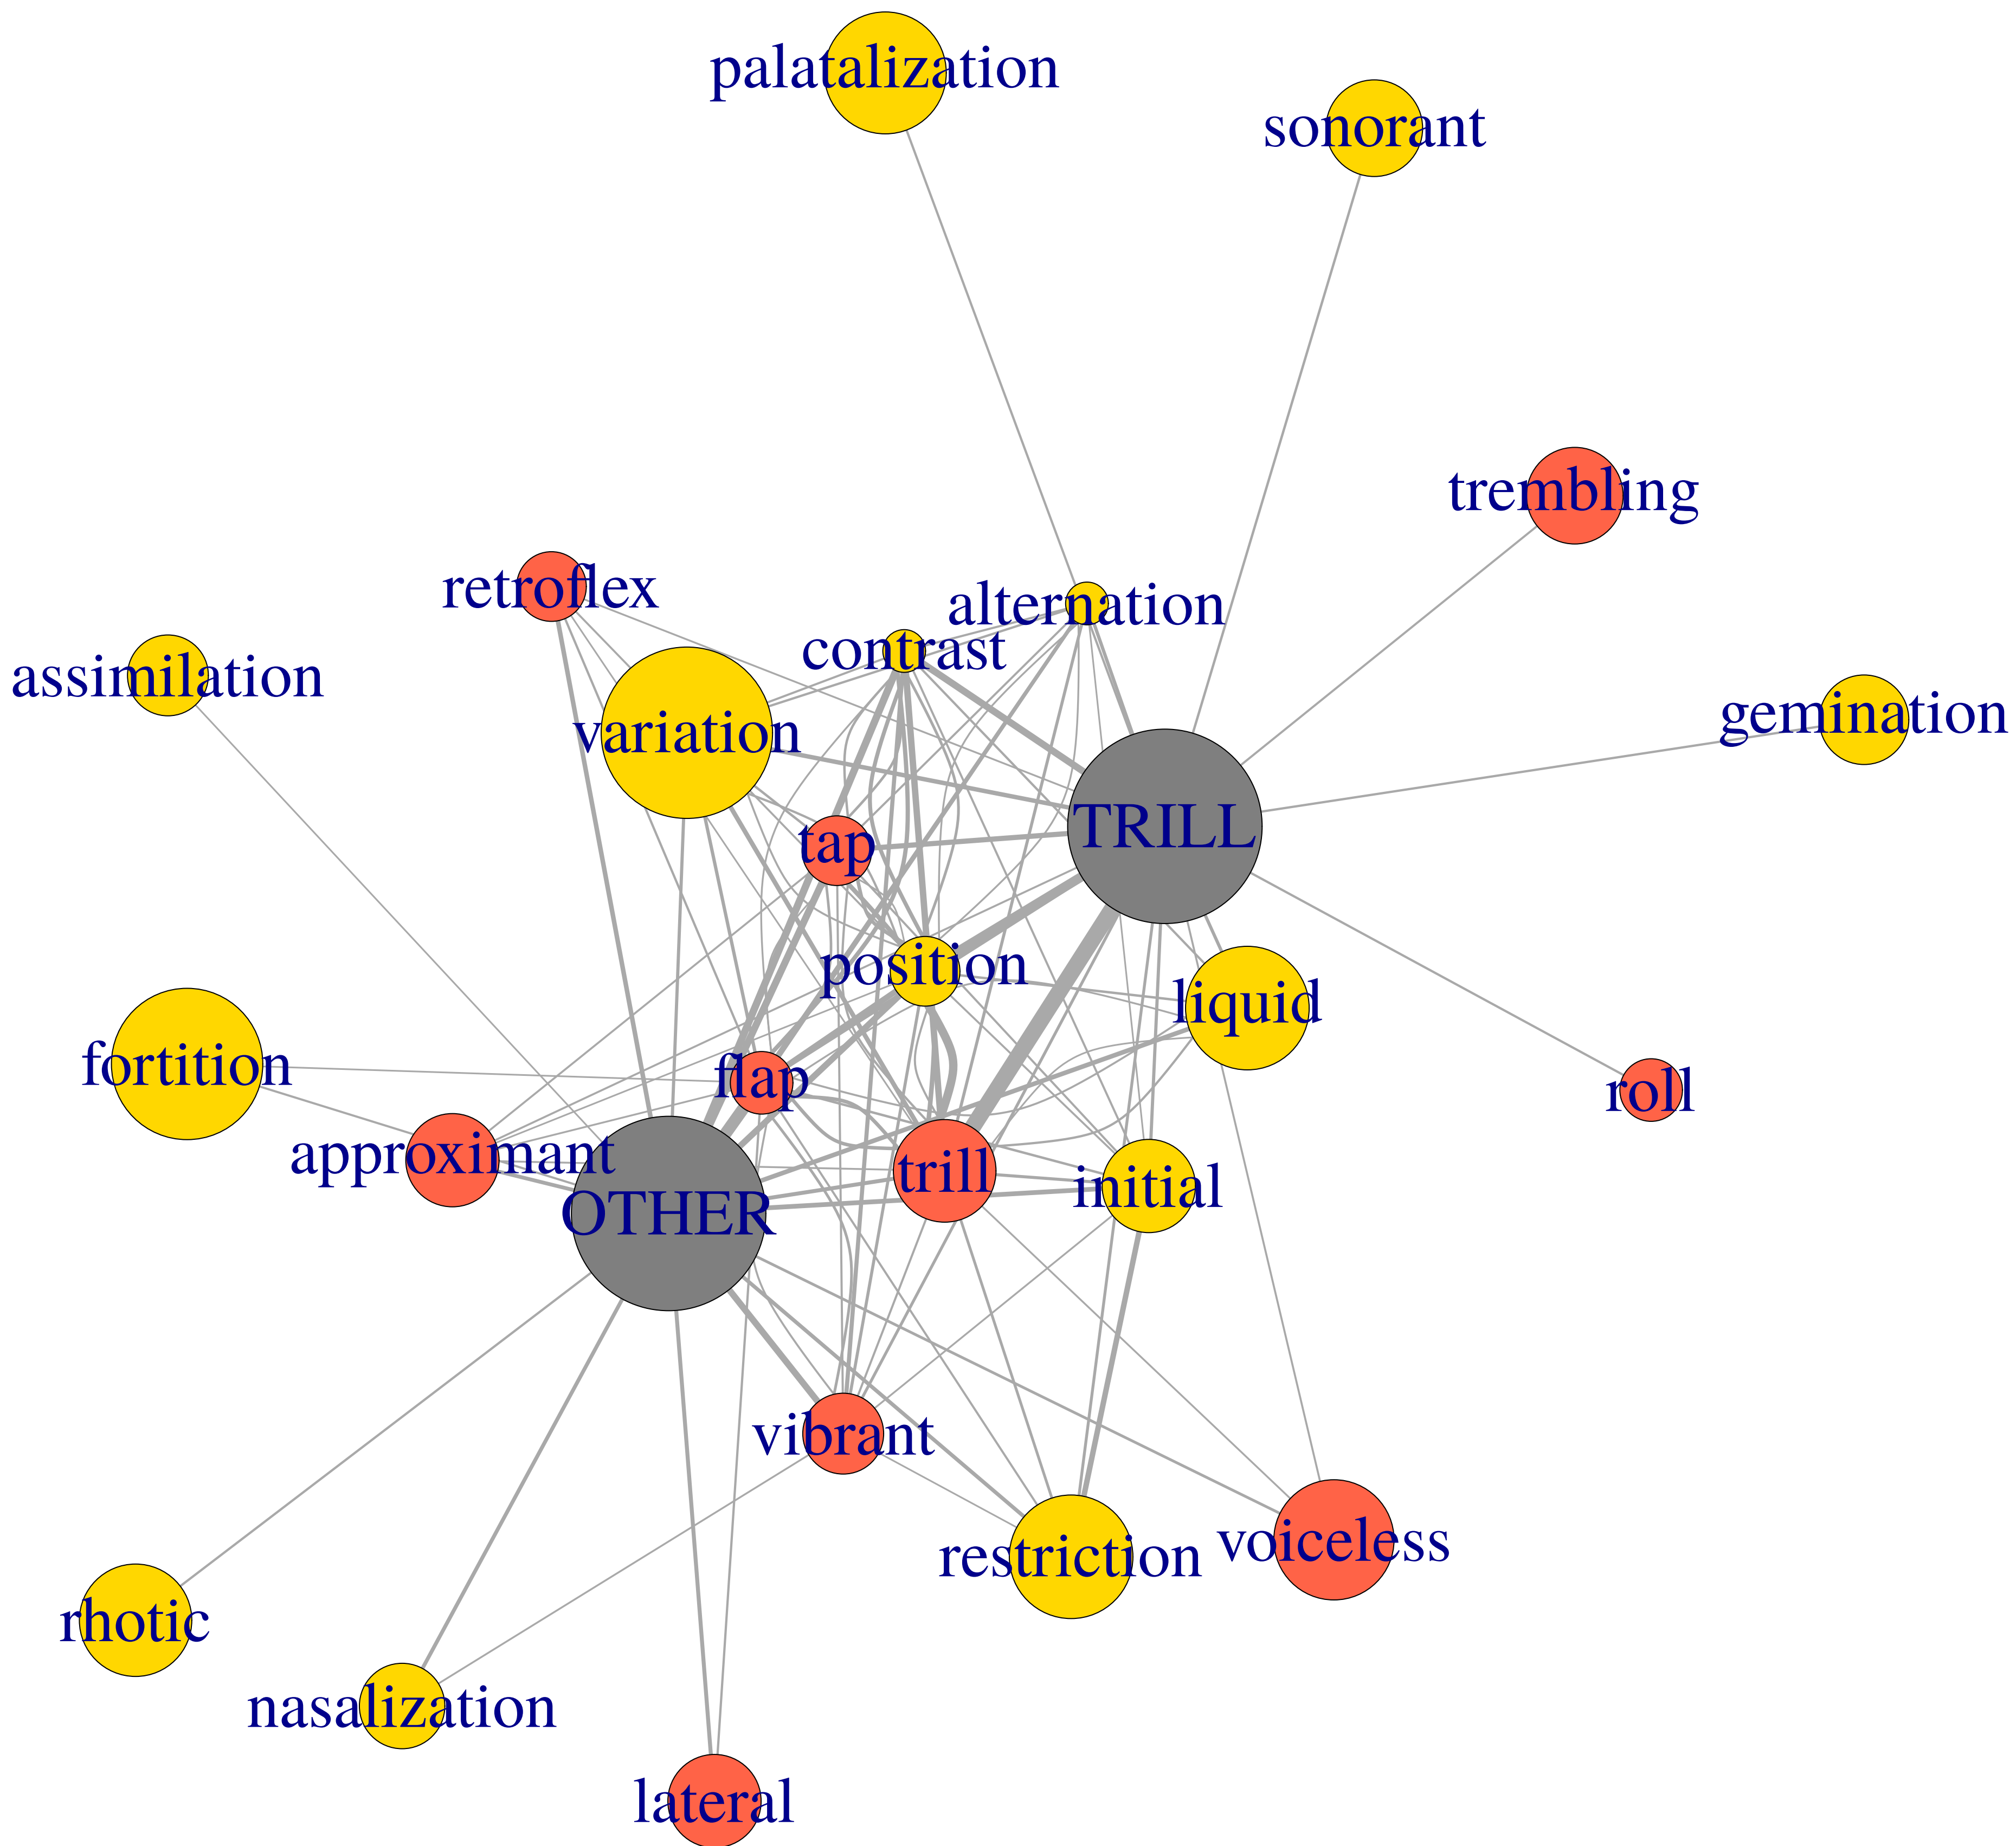 palatalization
sonorant
trembling
retroflex
alternation
contrast
assimilation
gemination
variation
TRILL
tap
position
liquid
fortition
flap
roll
approximant
trill
initial
OTHER
vibrant
voiceless
restriction
rhotic
nasalization
lateral